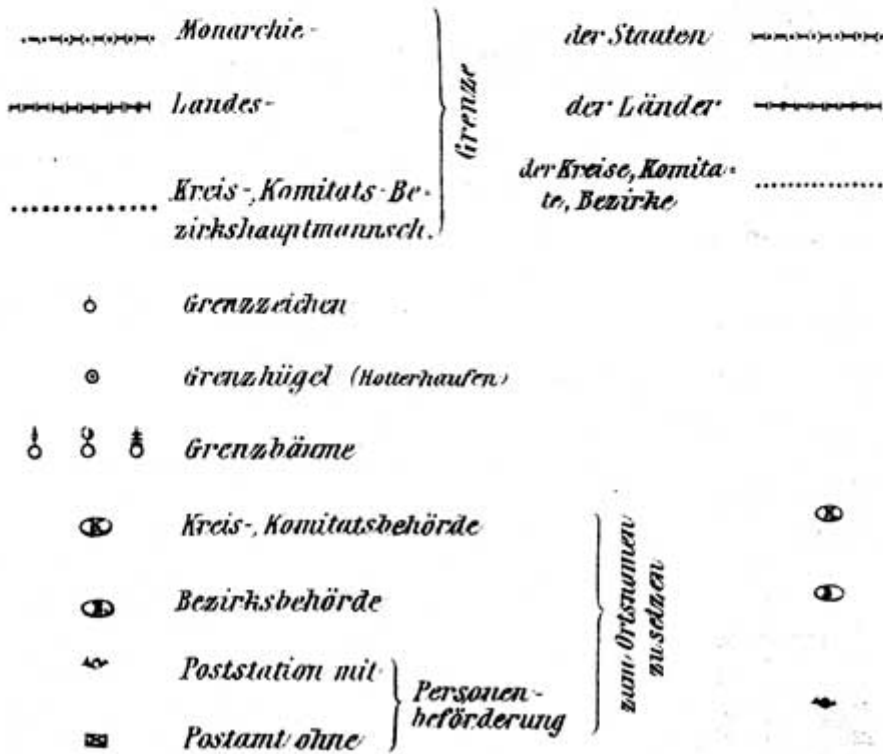 Monarchie-
Landes-
Kreis-, Komitats-Be-
zirkshauptmannsch.
Grenze
der Staaten
der Länder
der Kreise, Komita-
te, Bezirke
Grenzzeichen
Grenzhügel (Hotterhaufen)
Grenzbäume
K Kreis-, Komitatsbehörde
B Bezirksbehörde
Poststation mit
Postamt ohne
Personen-
beförderung
zum Ortsnamen
zusetzen
K
B